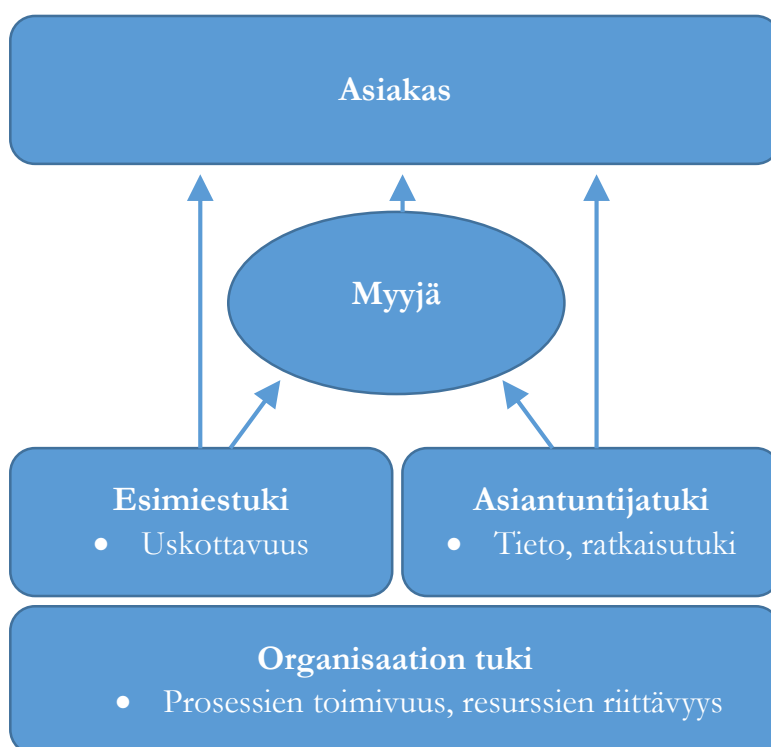 Asiakas
Myyjä
Esimiestuki
• Uskottavuus
Asiantuntijatuki
• Tieto, ratkaisutuki
Organisaation tuki
• Prosessien toimivuus, resurssien riittävyys